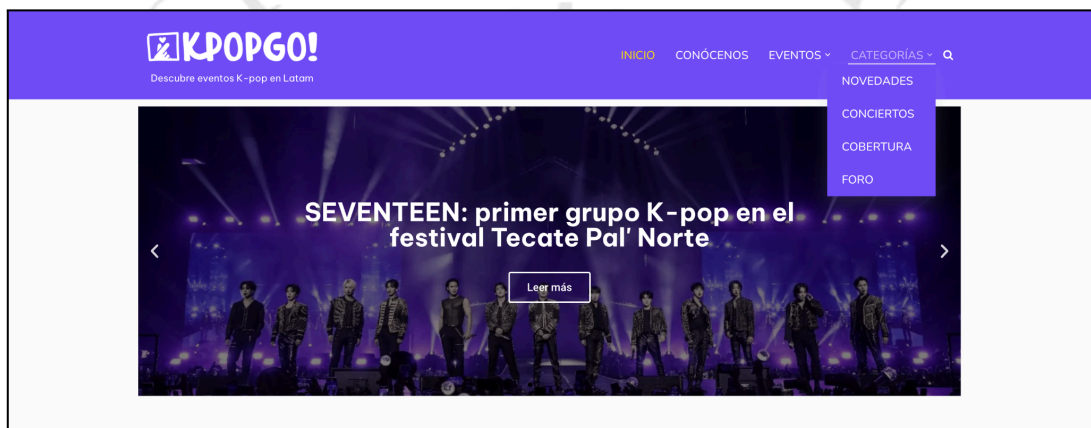 KPOPGO!
Descubre eventos K-pop en Latam
INICIO CONÓCENOS EVENTOS CATEGORÍAS
NOVEDADES
CONCIERTOS
COBERTURA
FORO
SEVENTEEN: primer grupo K-pop en el
festival Tecate Pal' Norte
Leer más